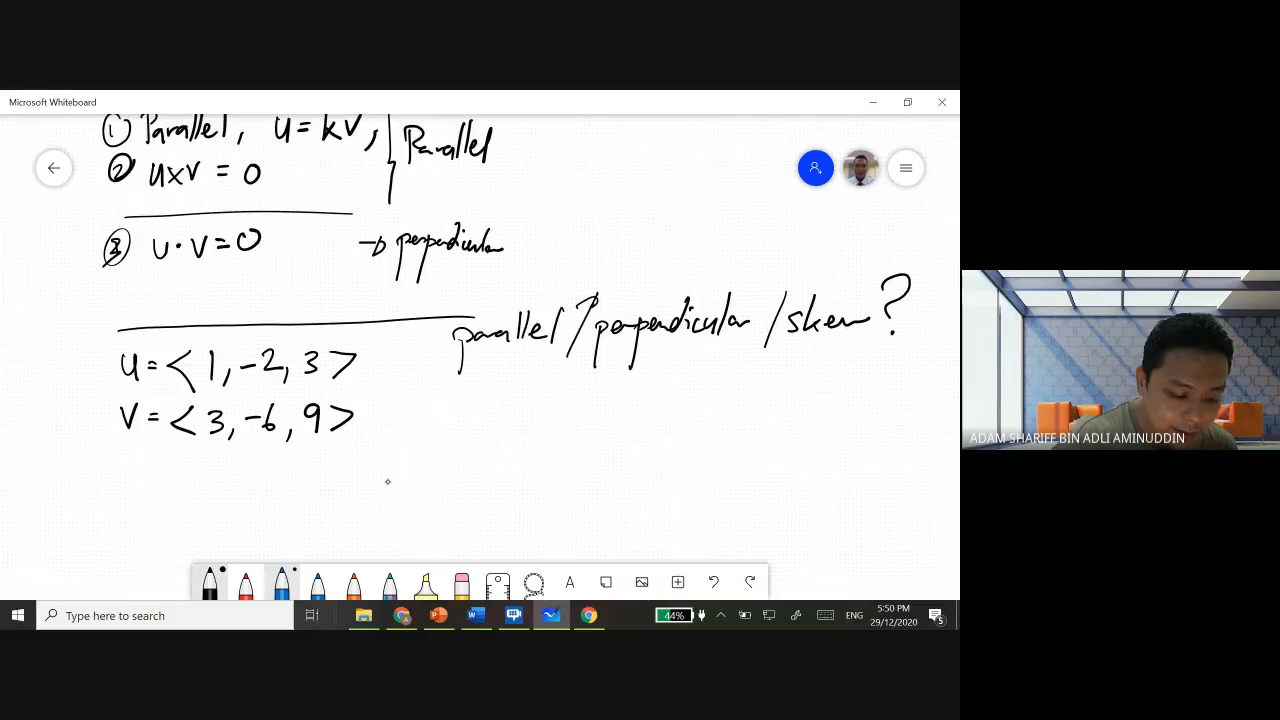 Microsoft Whiteboard
① Parallel, u = kv, Parallel
② u×v = 0
③ u · v = 0 → perpendicular
parallel / perpendicular / skew?
u = < 1, -2, 3 >
v = < 3, -6, 9 >
ADAM SHARIFF BIN ADLI AMINUDDIN
A
Type here to search
44%
ENG
5:50 PM
29/12/2020
5